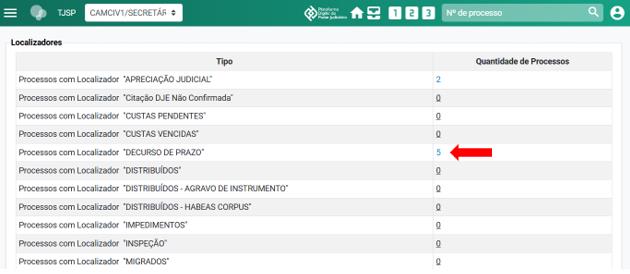 TJSP CAMCIV1/SECRETÁR Plataforma Digital do Poder Judiciário 1 2 3 Nº de processo
Localizadores
Tipo Quantidade de Processos
Processos com Localizador "APRECIAÇÃO JUDICIAL" 2
Processos com Localizador "Citação DJE Não Confirmada" 0
Processos com Localizador "CUSTAS PENDENTES" 0
Processos com Localizador "CUSTAS VENCIDAS" 0
Processos com Localizador "DECURSO DE PRAZO" 5
Processos com Localizador "DISTRIBUÍDOS" 0
Processos com Localizador "DISTRIBUÍDOS - AGRAVO DE INSTRUMENTO" 0
Processos com Localizador "DISTRIBUÍDOS - HABEAS CORPUS" 0
Processos com Localizador "IMPEDIMENTOS" 0
Processos com Localizador "INSPEÇÃO" 0
Processos com Localizador "MIGRADOS" 0